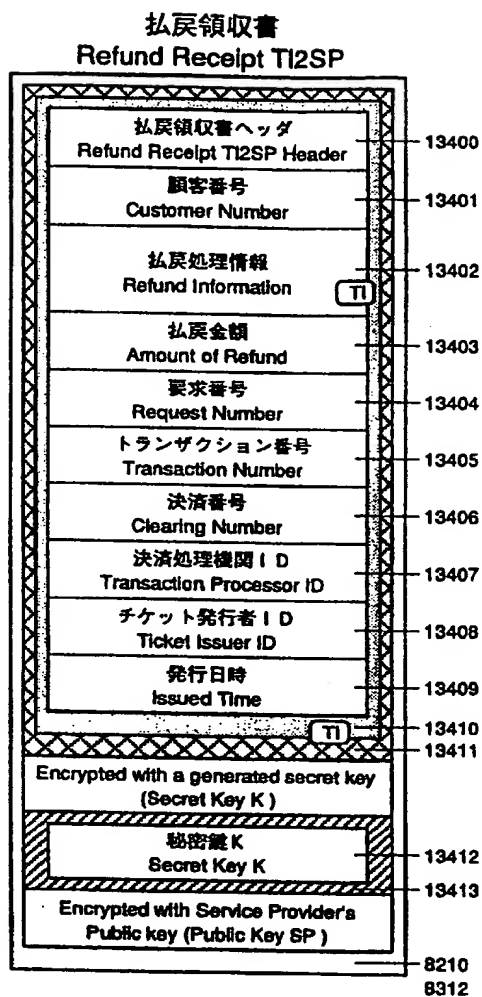 払戻領収書
Refund Receipt TI2SP
払戻領収書ヘッダ
Refund Receipt TI2SP Header
13400
顧客番号
Customer Number
13401
払戻処理情報
Refund Information
13402
TI
払戻金額
Amount of Refund
13403
要求番号
Request Number
13404
トランザクション番号
Transaction Number
13405
決済番号
Clearing Number
13406
決済処理機関ID
Transaction Processor ID
13407
チケット発行者ID
Ticket Issuer ID
13408
発行日時
Issued Time
13409
13410
TI
13411
Encrypted with a generated secret key
(Secret Key K )
秘密鍵K
Secret Key K
13412
13413
Encrypted with Service Provider's
Public key (Public Key SP )
8210
8312